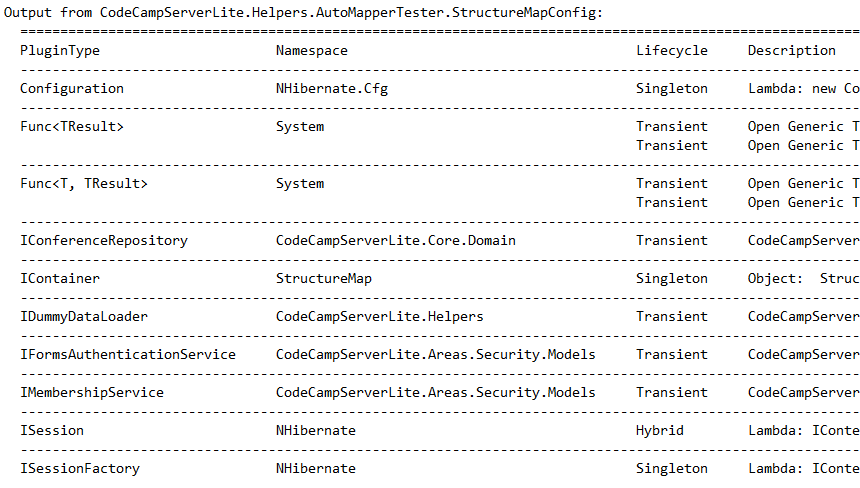 Output from CodeCampServerLite.Helpers.AutoMapperTester.StructureMapConfig:
===========================================================================================================
PluginType Namespace Lifecycle Description
-----------------------------------------------------------------------------------------------------------
Configuration NHibernate.Cfg Singleton Lambda: new Co
-----------------------------------------------------------------------------------------------------------
Func<TResult> System Transient Open Generic T
Transient Open Generic T
-----------------------------------------------------------------------------------------------------------
Func<T, TResult> System Transient Open Generic T
Transient Open Generic T
-----------------------------------------------------------------------------------------------------------
IConferenceRepository CodeCampServerLite.Core.Domain Transient CodeCampServer
-----------------------------------------------------------------------------------------------------------
IContainer StructureMap Singleton Object: Struc
-----------------------------------------------------------------------------------------------------------
IDummyDataLoader CodeCampServerLite.Helpers Transient CodeCampServer
-----------------------------------------------------------------------------------------------------------
IFormsAuthenticationService CodeCampServerLite.Areas.Security.Models Transient CodeCampServer
-----------------------------------------------------------------------------------------------------------
IMembershipService CodeCampServerLite.Areas.Security.Models Transient CodeCampServer
-----------------------------------------------------------------------------------------------------------
ISession NHibernate Hybrid Lambda: IConte
-----------------------------------------------------------------------------------------------------------
ISessionFactory NHibernate Singleton Lambda: IConte